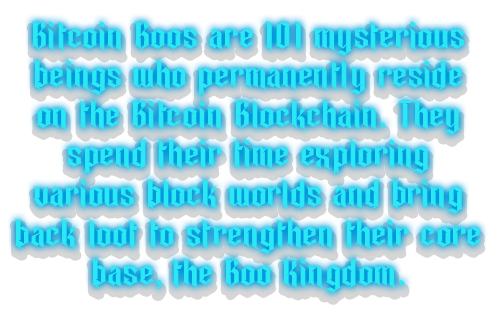 Bitcoin Boos are 101 mysterious
beings who permanently reside
on the Bitcoin Blockchain. They
spend their time exploring
various block worlds and bring
back loot to strengthen their core
base, the Boo Kingdom.